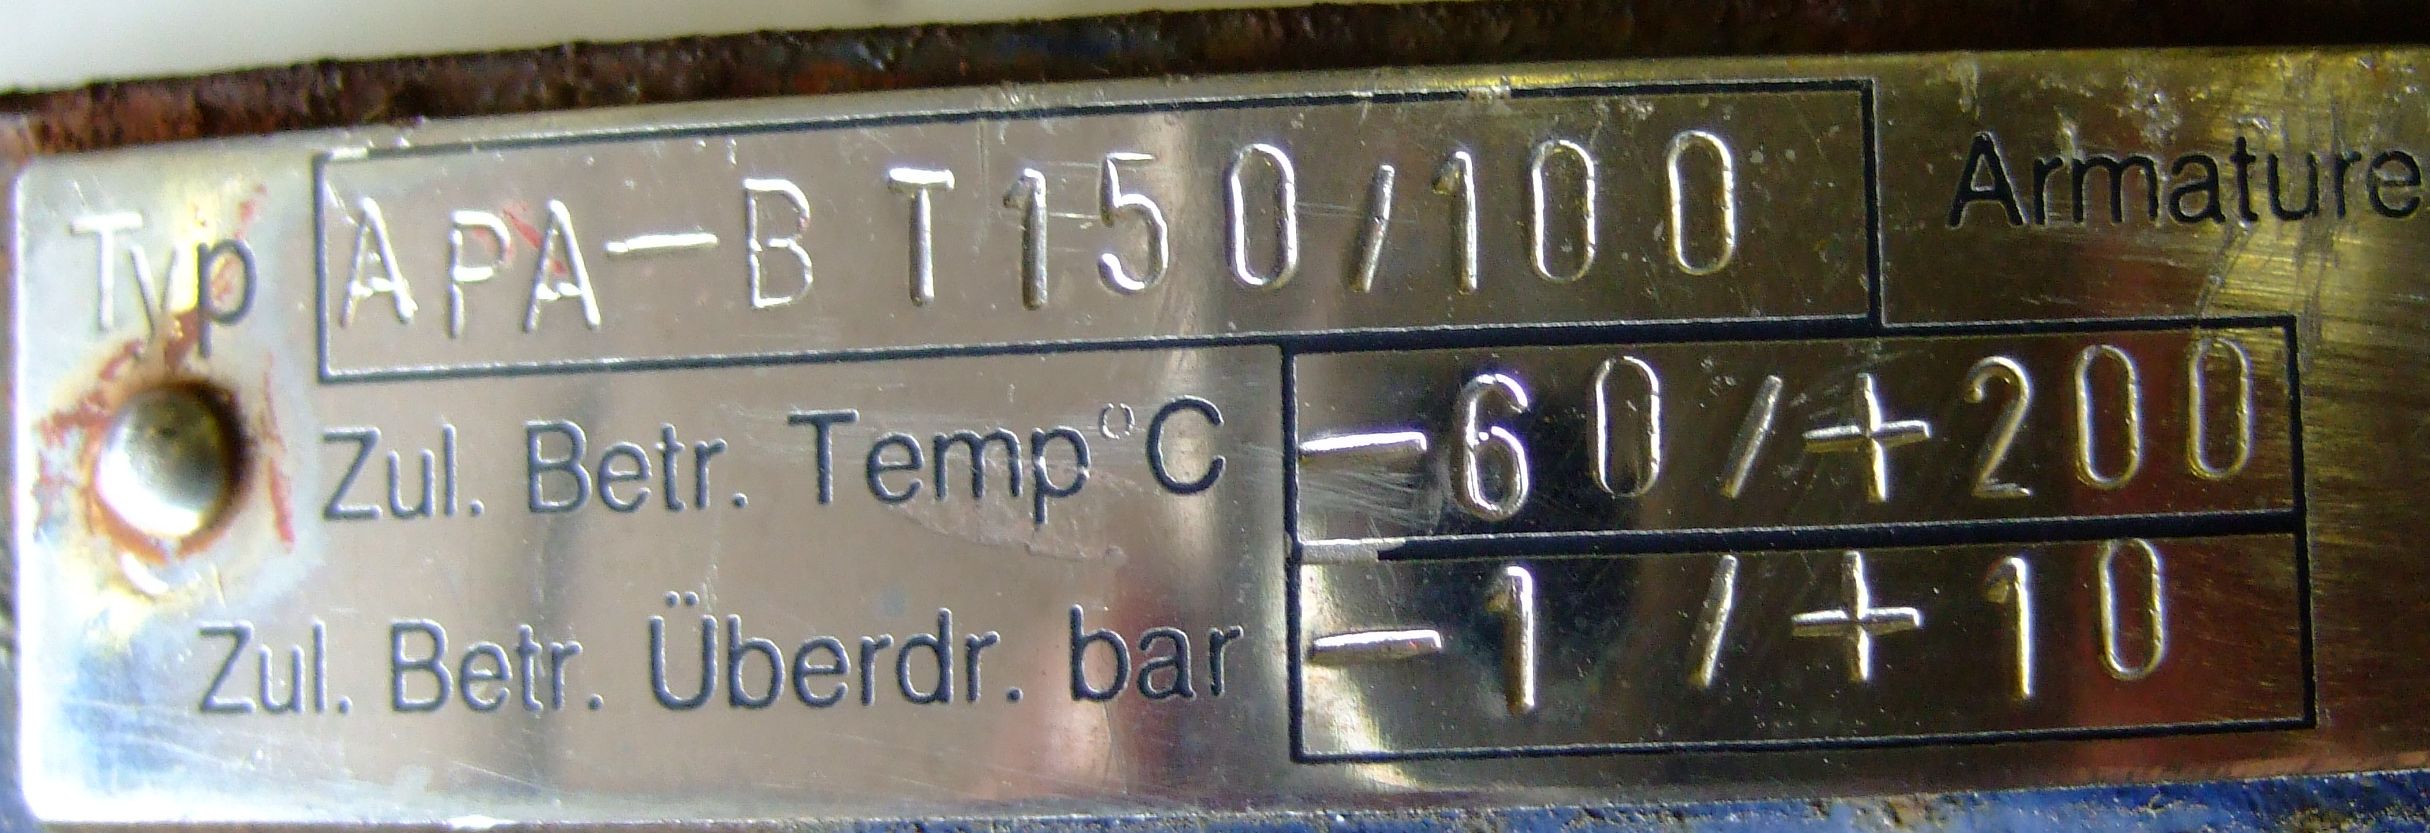 Typ APA-B T150/100 Armature
Zul. Betr. Temp °C -60/+200
Zul. Betr. Überdr. bar -1 /+10